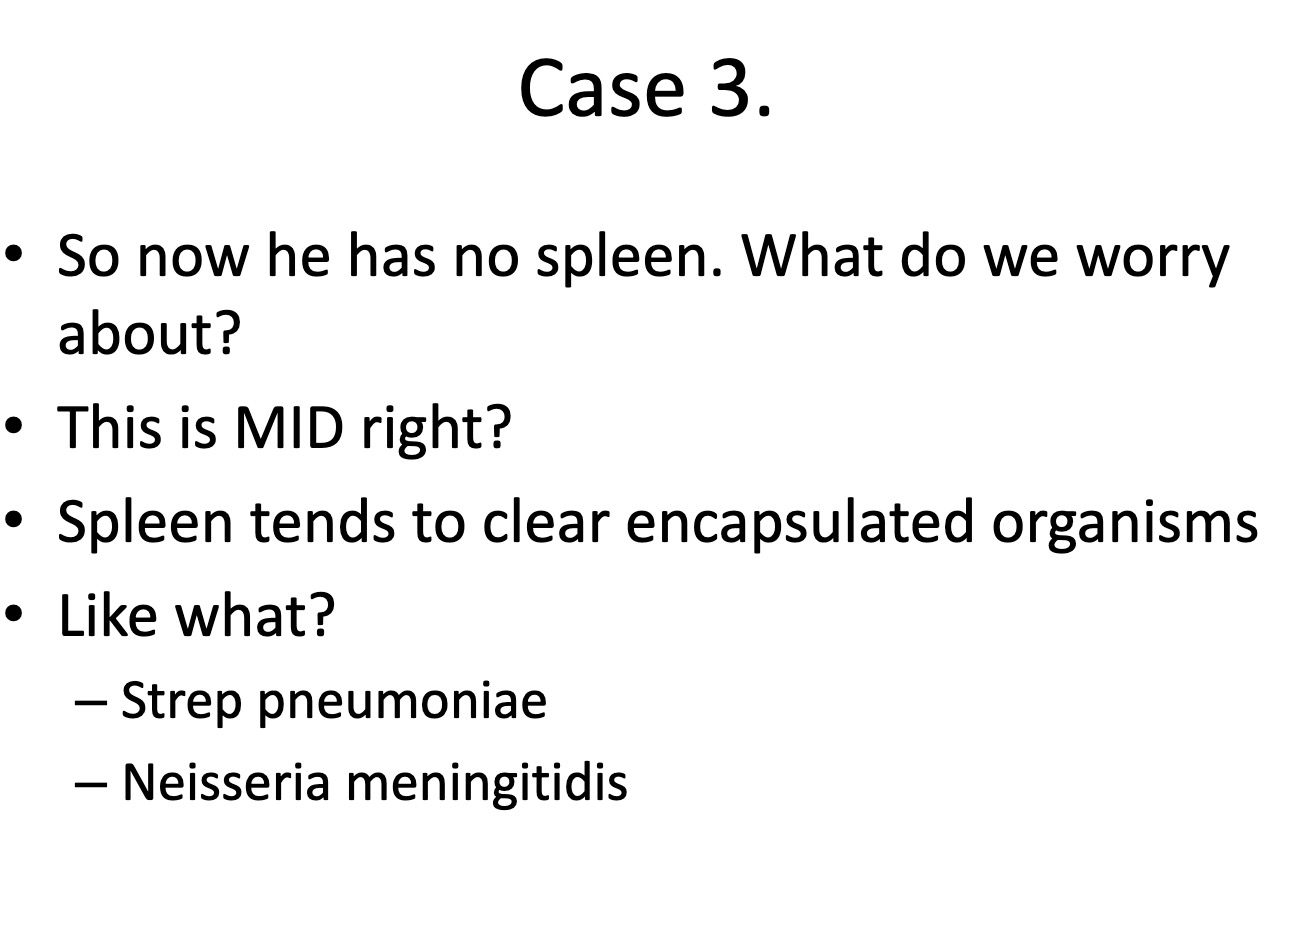 Case 3.
• So now he has no spleen. What do we worry
about?
• This is MID right?
• Spleen tends to clear encapsulated organisms
• Like what?
– Strep pneumoniae
– Neisseria meningitidis